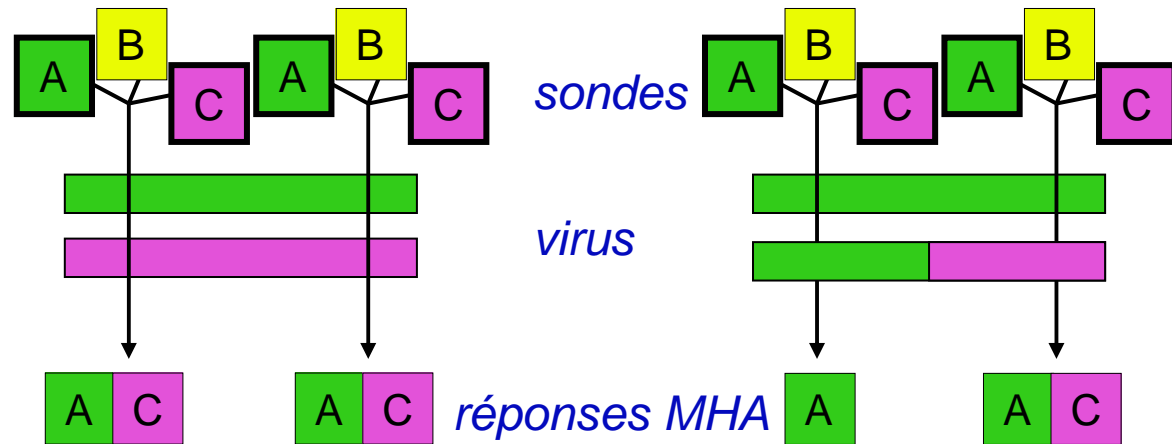 A B C A B C sondes A B C A B C
virus
A C A C réponses MHA A A C